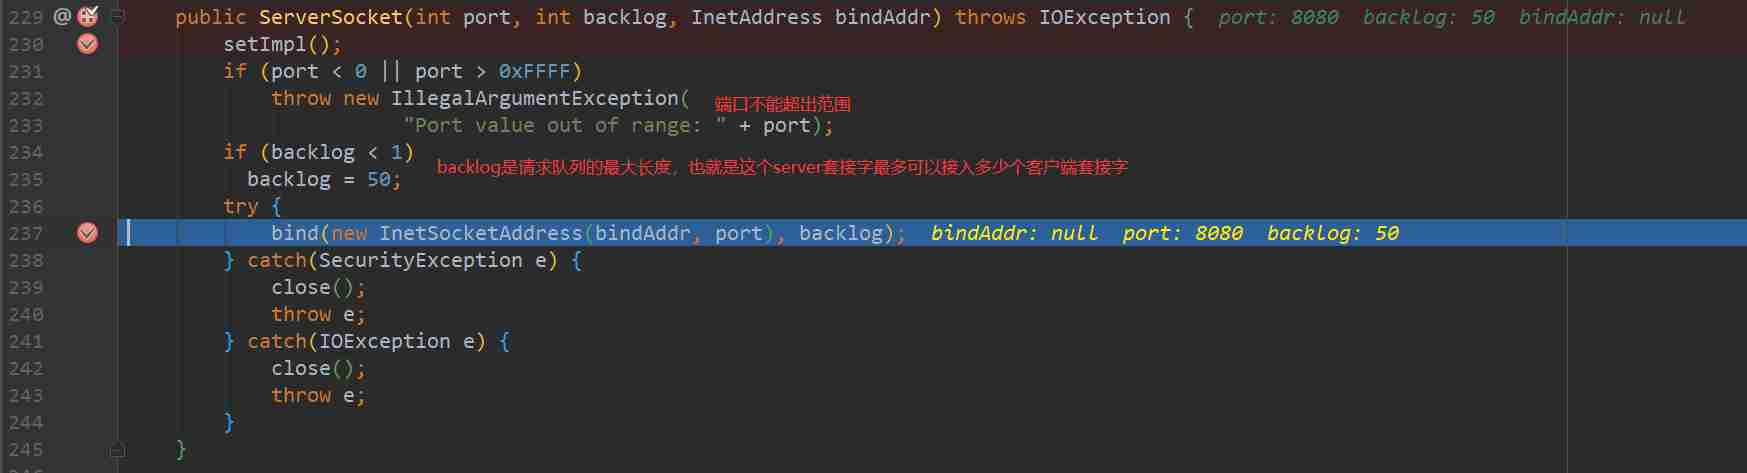 229 @ public ServerSocket(int port, int backlog, InetAddress bindAddr) throws IOException { port: 8080 backlog: 50 bindAddr: null
230 setImpl();
231 if (port < 0 || port > 0xFFFF)
232 throw new IllegalArgumentException( 端口不能超出范围
233 "Port value out of range: " + port);
234 if (backlog < 1) backlog是请求队列的最大长度，也就是这个server套接字最多可以接入多少个客户端套接字
235 backlog = 50;
236 try {
237 bind(new InetSocketAddress(bindAddr, port), backlog); bindAddr: null port: 8080 backlog: 50
238 } catch(SecurityException e) {
239 close();
240 throw e;
241 } catch(IOException e) {
242 close();
243 throw e;
244 }
245 }